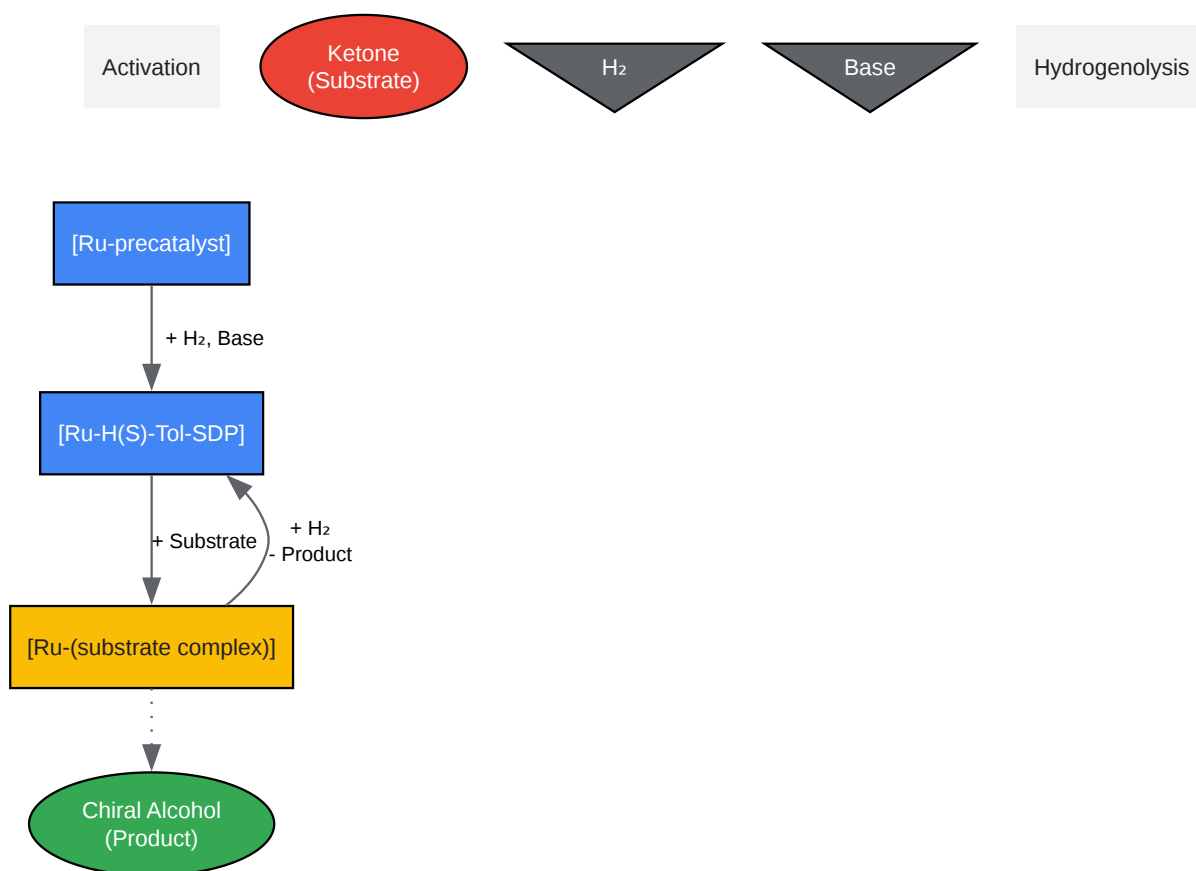 Activation
Ketone
(Substrate)
H₂
Base
Hydrogenolysis
[Ru-precatalyst]
+ H₂, Base
[Ru-H(S)-Tol-SDP]
+ Substrate
+ H₂
- Product
[Ru-(substrate complex)]
Chiral Alcohol
(Product)